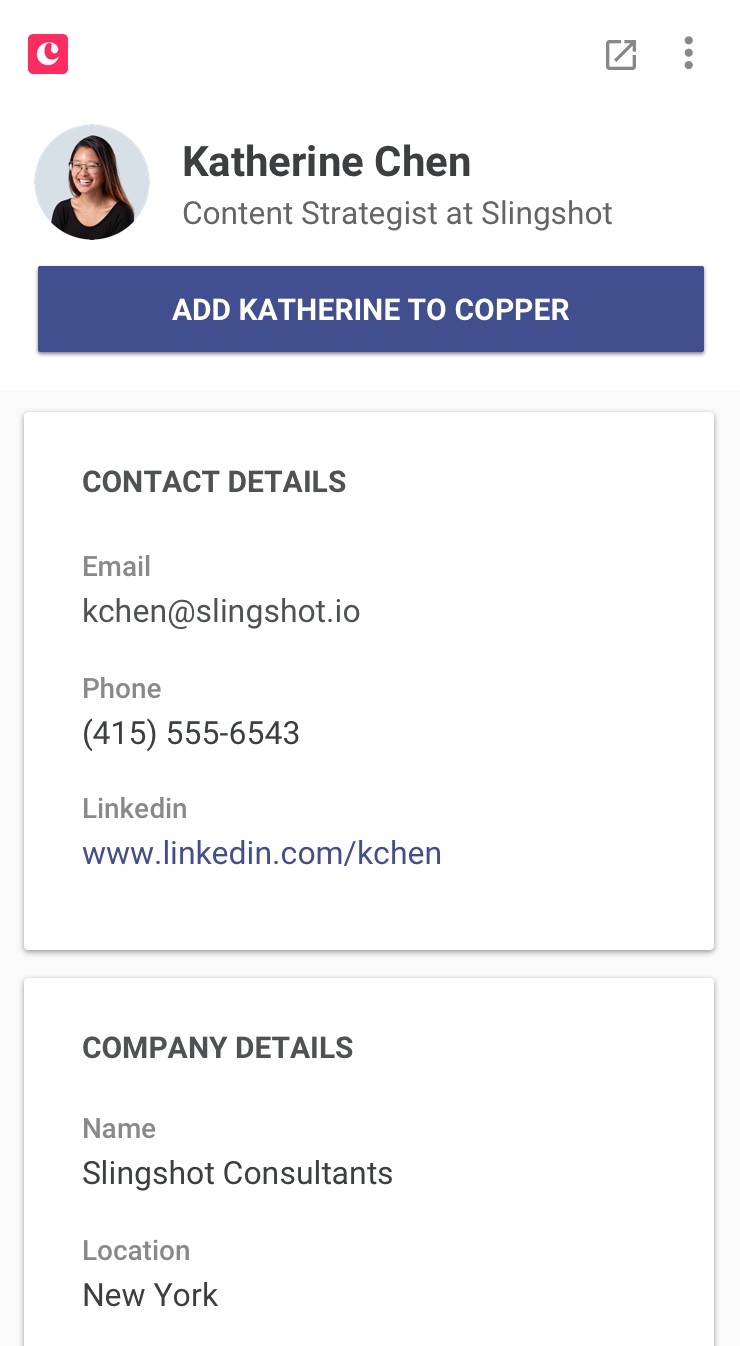 Katherine Chen
Content Strategist at Slingshot
ADD KATHERINE TO COPPER
CONTACT DETAILS
Email
kchen@slingshot.io
Phone
(415) 555-6543
Linkedin
www.linkedin.com/kchen
COMPANY DETAILS
Name
Slingshot Consultants
Location
New York